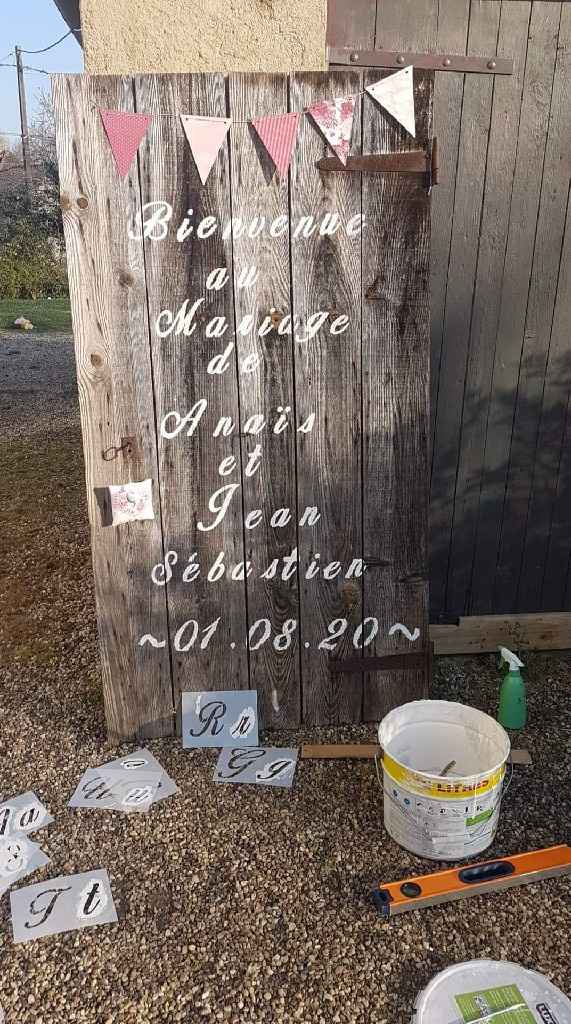 Bienvenue
au
Mariage
de
Anaïs
et
Jean
Sébastien
~01.08.20~
R r
G g
a
T t